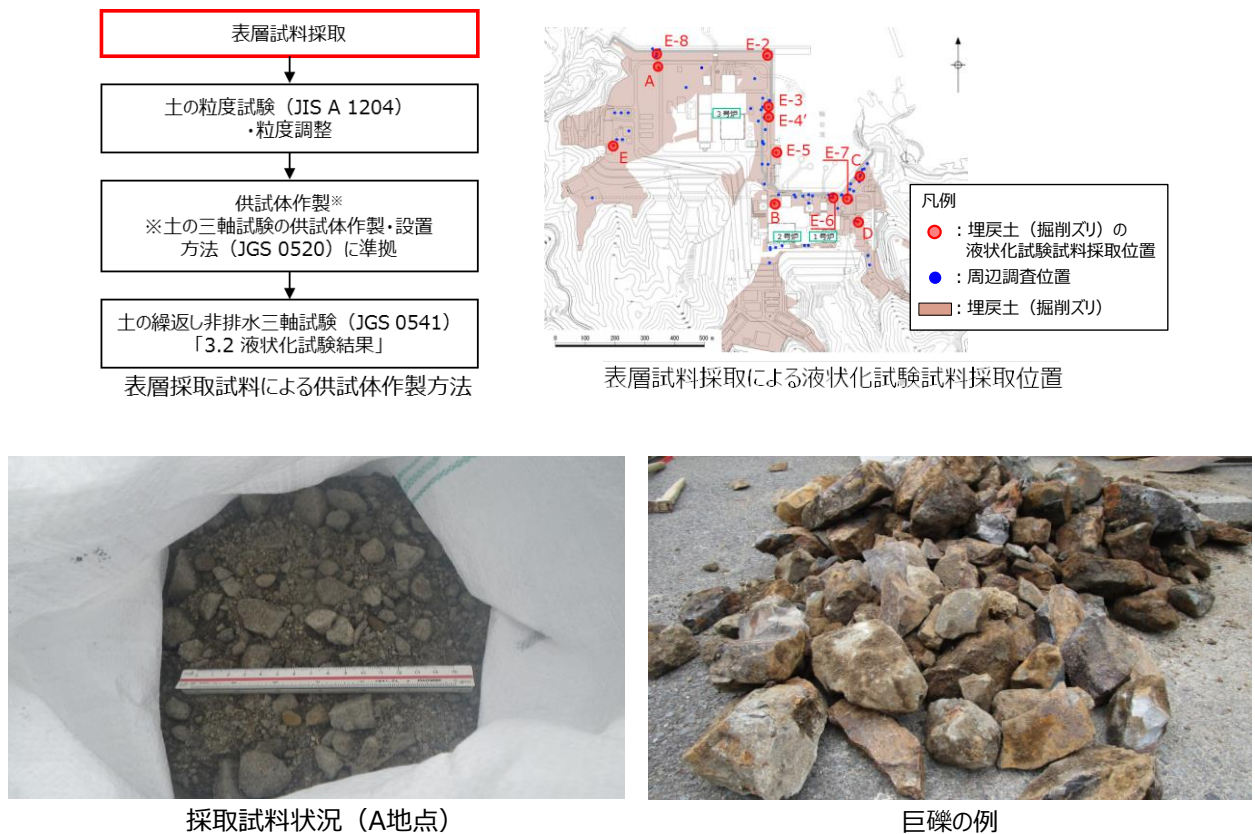 表層試料採取
土の粒度試験（JIS A 1204）
・粒度調整
供試体作製※
※土の三軸試験の供試体作製・設置
方法（JGS 0520）に準拠
土の繰返し非排水三軸試験（JGS 0541）
「3.2 液状化試験結果」
表層採取試料による供試体作製方法
E-8
E-2
A
E-3
3号炉
E-4’
E
E-5
E-7
C
B
E-6
D
2号炉
1号炉
0 100 200 300 400 500 m
凡例
：埋戻土（掘削ズリ）の
液状化試験試料採取位置
：周辺調査位置
：埋戻土（掘削ズリ）
表層試料採取による液状化試験試料採取位置
採取試料状況（A地点）
巨礫の例